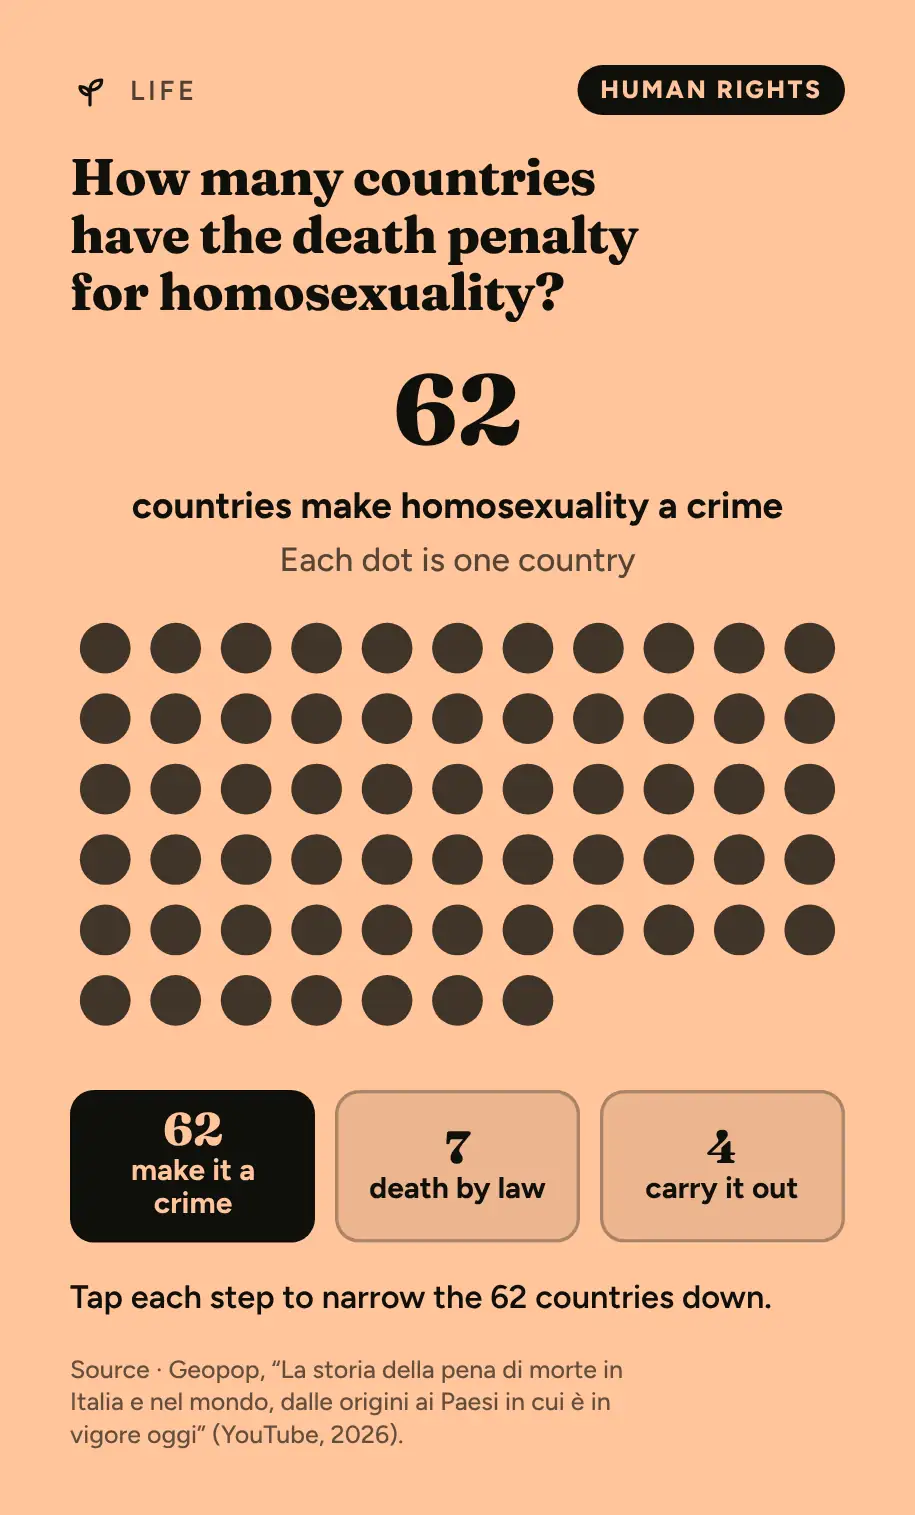 LIFE
HUMAN RIGHTS
How many countries
have the death penalty
for homosexuality?
62
countries make homosexuality a crime
Each dot is one country
62
make it a
crime
7
death by law
4
carry it out
Tap each step to narrow the 62 countries down.
Source · Geopop, “La storia della pena di morte in
Italia e nel mondo, dalle origini ai Paesi in cui è in
vigore oggi” (YouTube, 2026).